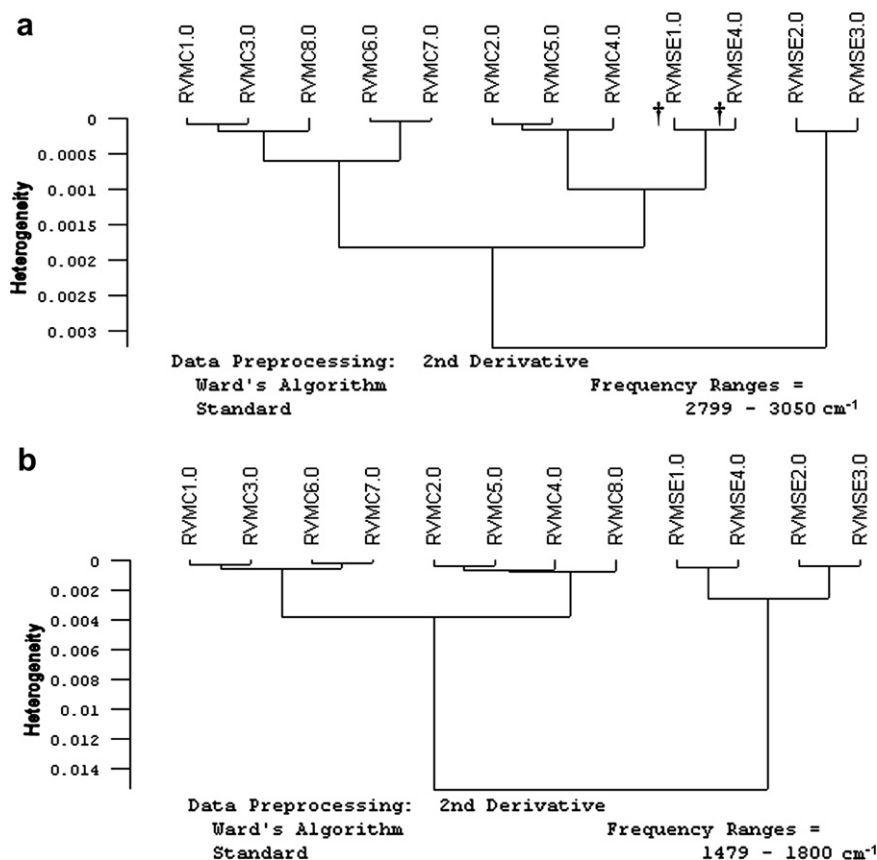 a
RVMC1.0
RVMC3.0
RVMC8.0
RVMC6.0
RVMC7.0
RVMC2.0
RVMC5.0
RVMC4.0
†RVMSE1.0
†RVMSE4.0
RVMSE2.0
RVMSE3.0
Heterogeneity
0
0.0005
0.001
0.0015
0.002
0.0025
0.003
Data Preprocessing: 2nd Derivative
Ward's Algorithm
Standard
Frequency Ranges =
2799 - 3050 cm-1
b
RVMC1.0
RVMC3.0
RVMC6.0
RVMC7.0
RVMC2.0
RVMC5.0
RVMC4.0
RVMC8.0
RVMSE1.0
RVMSE4.0
RVMSE2.0
RVMSE3.0
Heterogeneity
0
0.002
0.004
0.006
0.008
0.01
0.012
0.014
Data Preprocessing: 2nd Derivative
Ward's Algorithm
Standard
Frequency Ranges =
1479 - 1800 cm-1